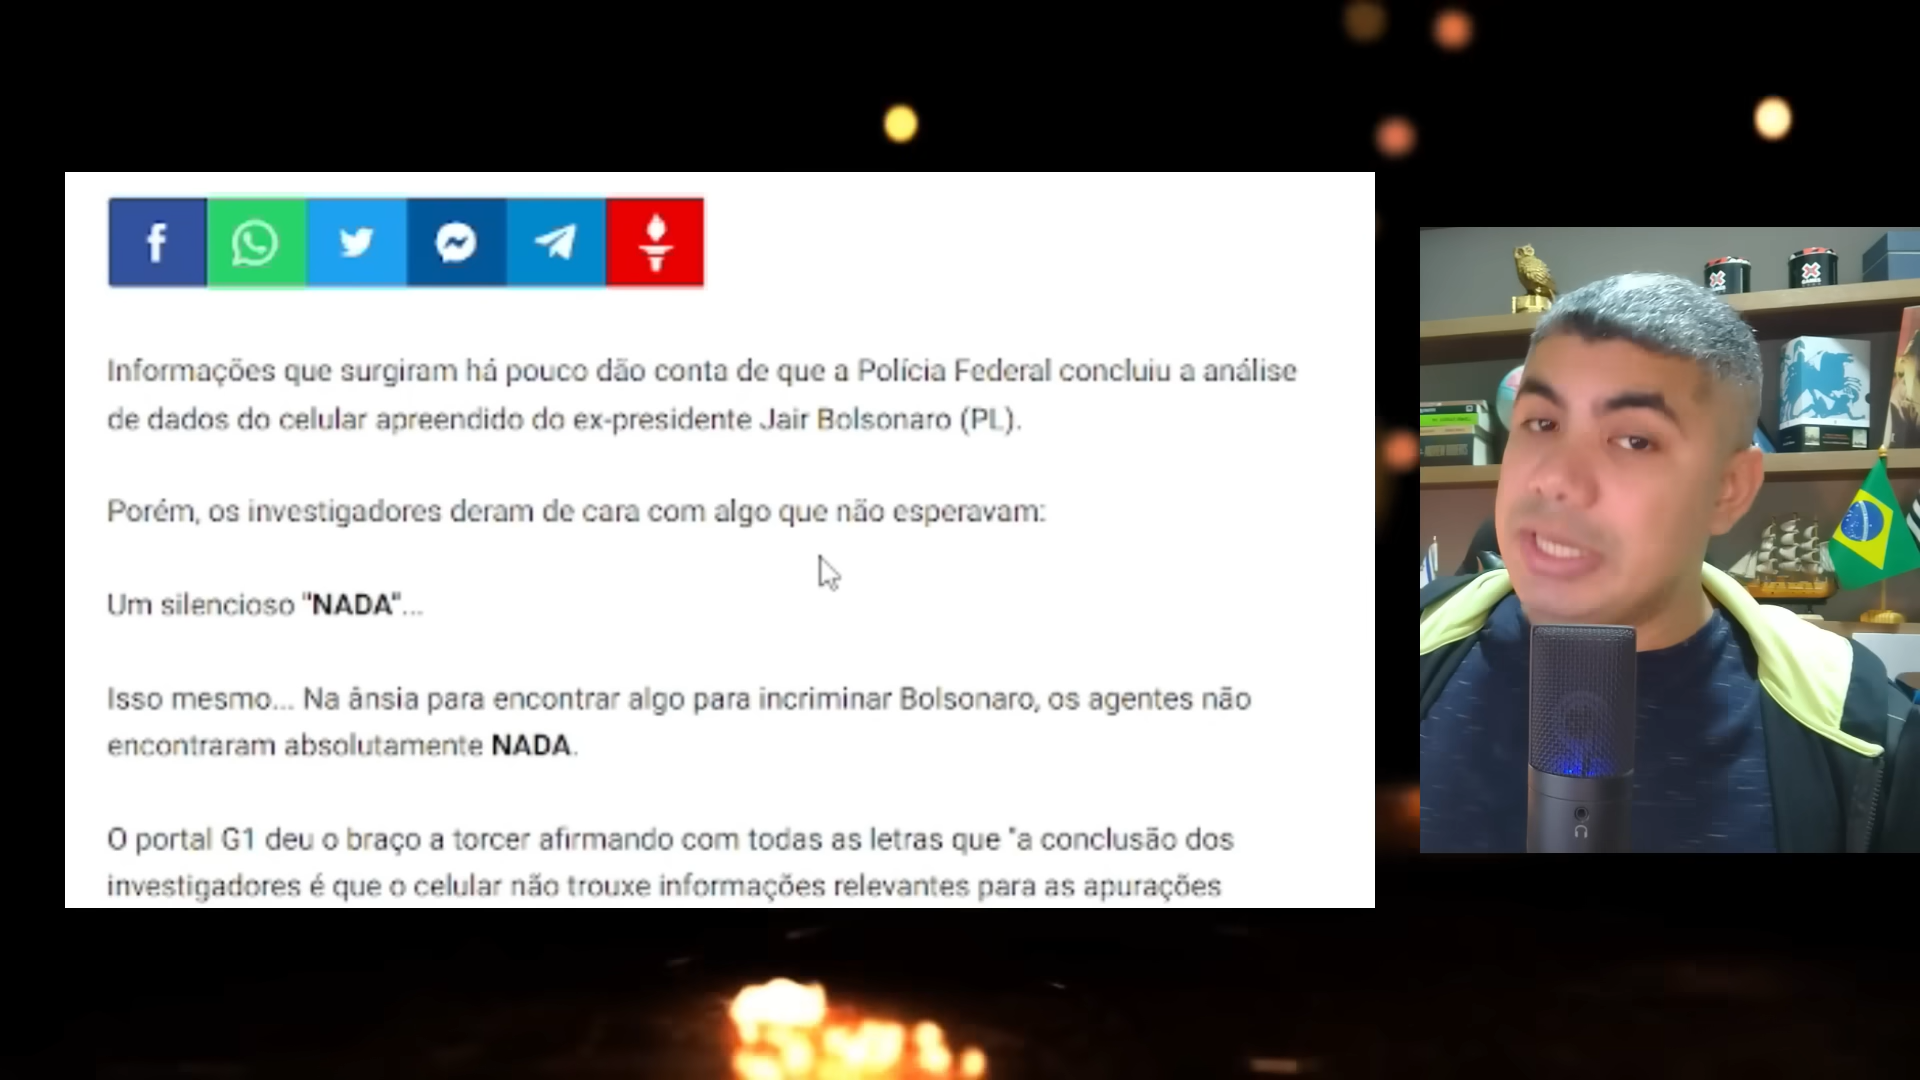 Informações que surgiram há pouco dão conta de que a Polícia Federal concluiu a análise
de dados do celular apreendido do ex-presidente Jair Bolsonaro (PL).
Porém, os investigadores deram de cara com algo que não esperavam:
Um silencioso "NADA"...
Isso mesmo... Na ânsia para encontrar algo para incriminar Bolsonaro, os agentes não
encontraram absolutamente NADA.
O portal G1 deu o braço a torcer afirmando com todas as letras que "a conclusão dos
investigadores é que o celular não trouxe informações relevantes para as apurações